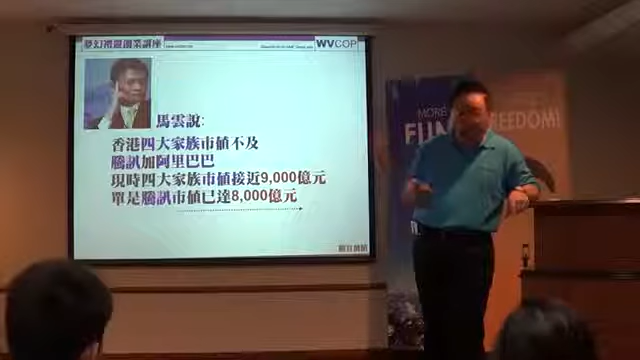 夢幻禮遊創業講座
WVCOP
馬雲說:
香港四大家族市值不及
騰訊加阿里巴巴
現時四大家族市值接近9,000億元
單是騰訊市值已達8,000億元
MORE
FUN
FREEDOM!